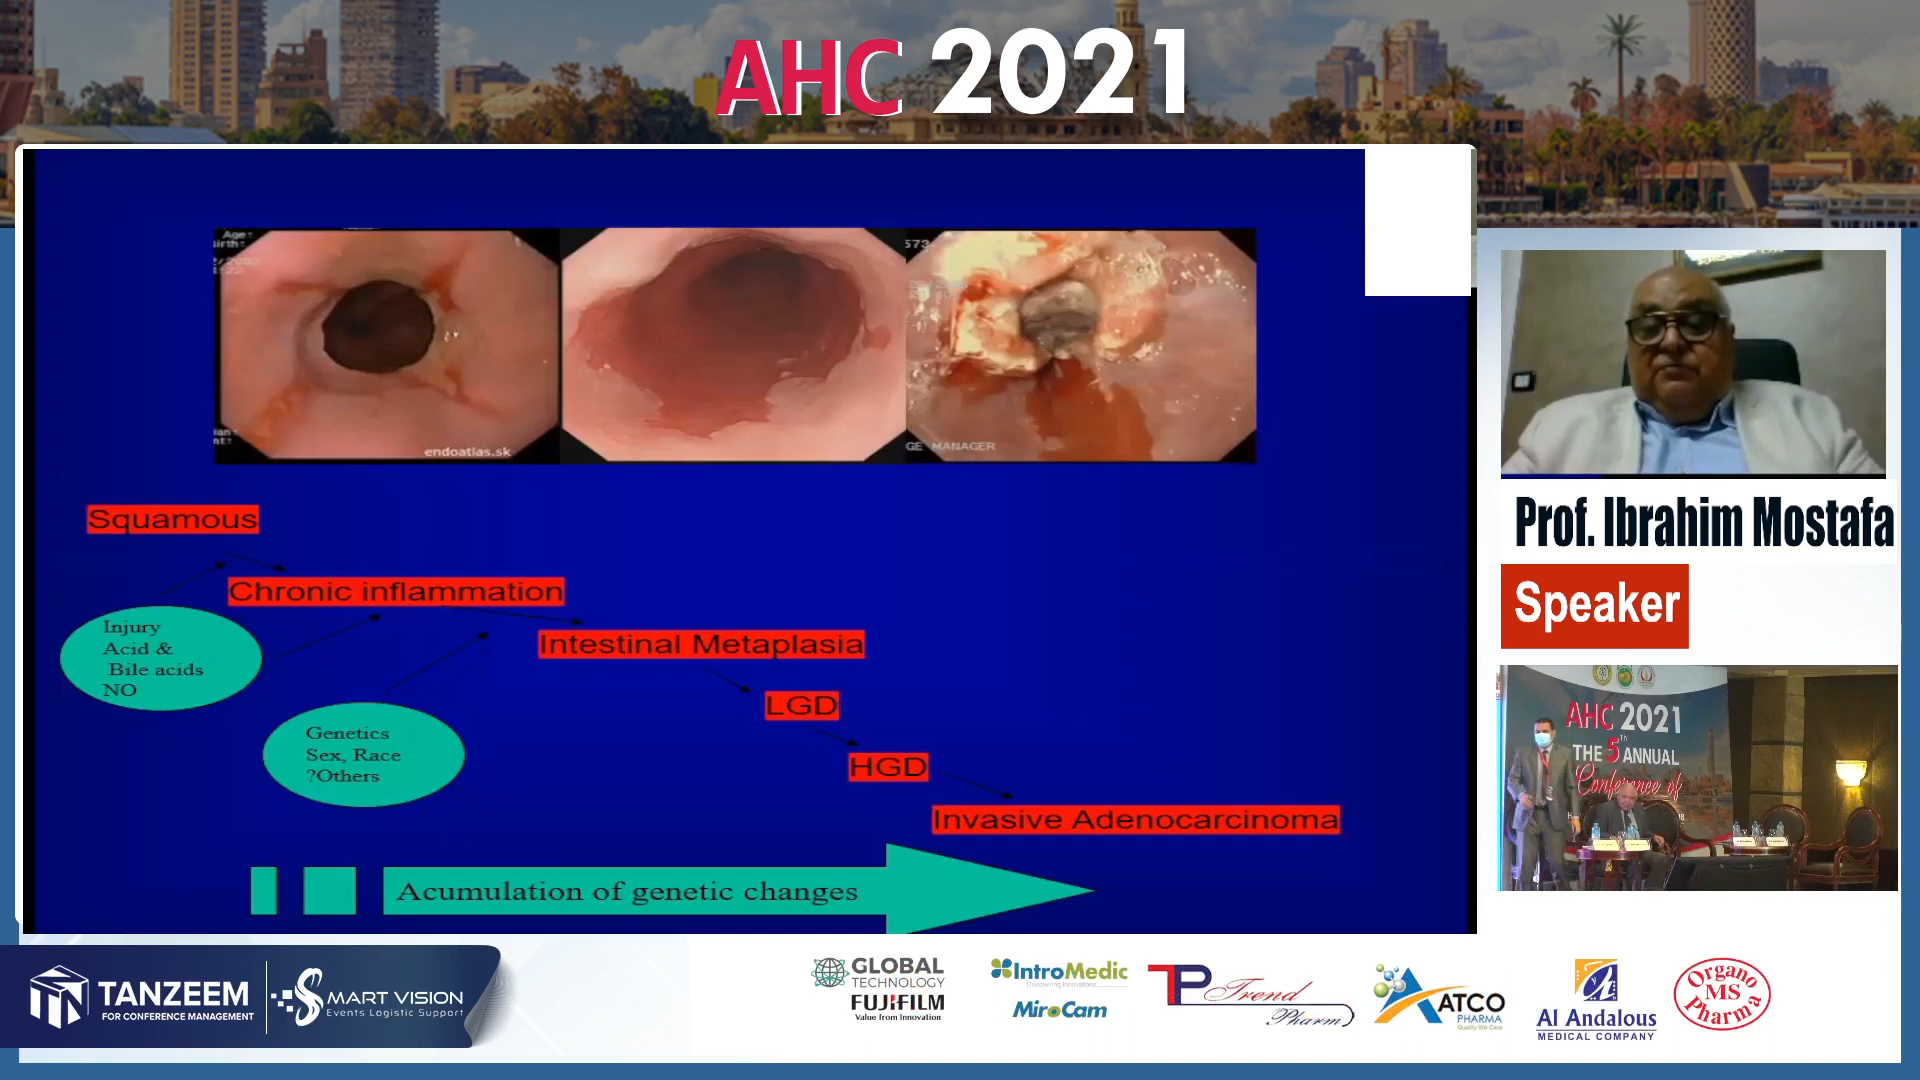 AHC 2021
Age:
573
endoatlas.sk
GE MANAGER
Squamous
Chronic inflammation
Injury
Acid &
Bile acids
NO
Intestinal Metaplasia
LGD
Genetics
Sex, Race
?Others
HGD
Invasive Adenocarcinoma
Acumulation of genetic changes
Prof. Ibrahim Mostafa
Speaker
AHC 2021
THE 5th ANNUAL
Conference of
TANZEEM
FOR CONFERENCE MANAGEMENT
SMART VISION
Events Logistic Support
GLOBAL
TECHNOLOGY
FUJIFILM
Value from Innovation
IntroMedic
Discovering Innovations
MiroCam
TP Trend
Pharm
ATCO
PHARMA
Quality We Care
Al Andalous
MEDICAL COMPANY
Organo
MS
Pharma